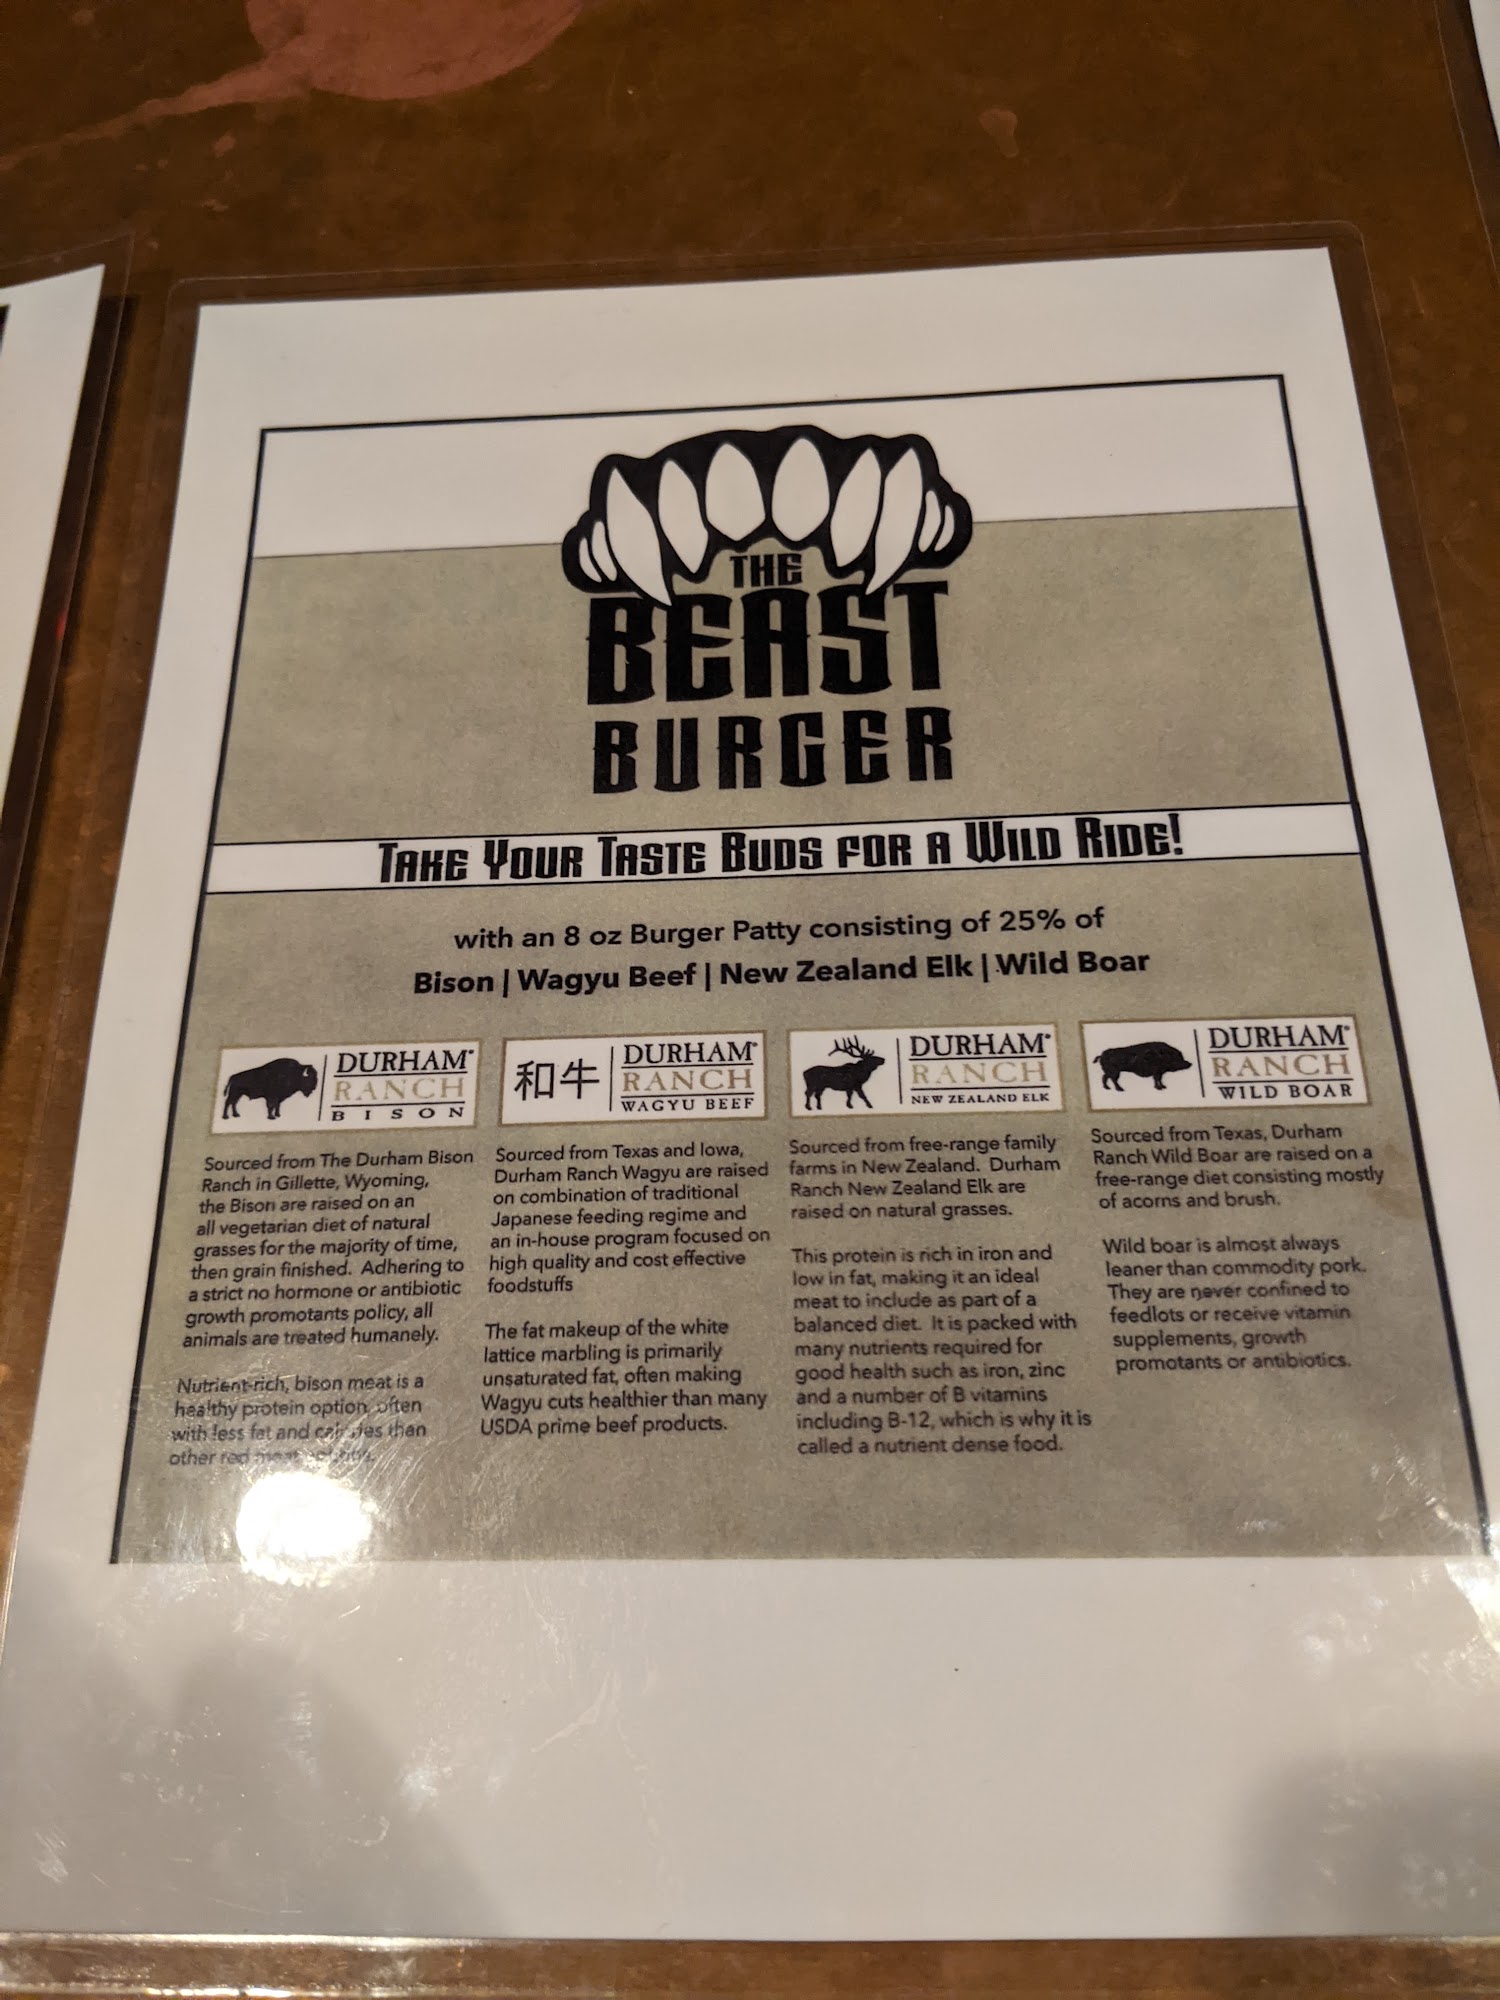 THE
BEAST
BURGER
TAKE YOUR TASTE BUDS FOR A WILD RIDE!
with an 8 oz Burger Patty consisting of 25% of
Bison | Wagyu Beef | New Zealand Elk | Wild Boar
DURHAM®
RANCH
BISON
Sourced from The Durham Bison
Ranch in Gillette, Wyoming,
the Bison are raised on an
all vegetarian diet of natural
grasses for the majority of time,
then grain finished. Adhering to
a strict no hormone or antibiotic
growth promotants policy, all
animals are treated humanely.
Nutrient-rich, bison meat is a
healthy protein option, often
with less fat and calories than
other red meat
和牛
DURHAM®
RANCH
WAGYU BEEF
Sourced from Texas and Iowa,
Durham Ranch Wagyu are raised
on combination of traditional
Japanese feeding regime and
an in-house program focused on
high quality and cost effective
foodstuffs
The fat makeup of the white
lattice marbling is primarily
unsaturated fat, often making
Wagyu cuts healthier than many
USDA prime beef products.
DURHAM®
RANCH
NEW ZEALAND ELK
Sourced from free-range family
farms in New Zealand. Durham
Ranch New Zealand Elk are
raised on natural grasses.
This protein is rich in iron and
low in fat, making it an ideal
meat to include as part of a
balanced diet. It is packed with
many nutrients required for
good health such as iron, zinc
and a number of B vitamins
including B-12, which is why it is
called a nutrient dense food.
DURHAM®
RANCH
WILD BOAR
Sourced from Texas, Durham
Ranch Wild Boar are raised on a
free-range diet consisting mostly
of acorns and brush.
Wild boar is almost always
leaner than commodity pork.
They are never confined to
feedlots or receive vitamin
supplements, growth
promotants or antibiotics.